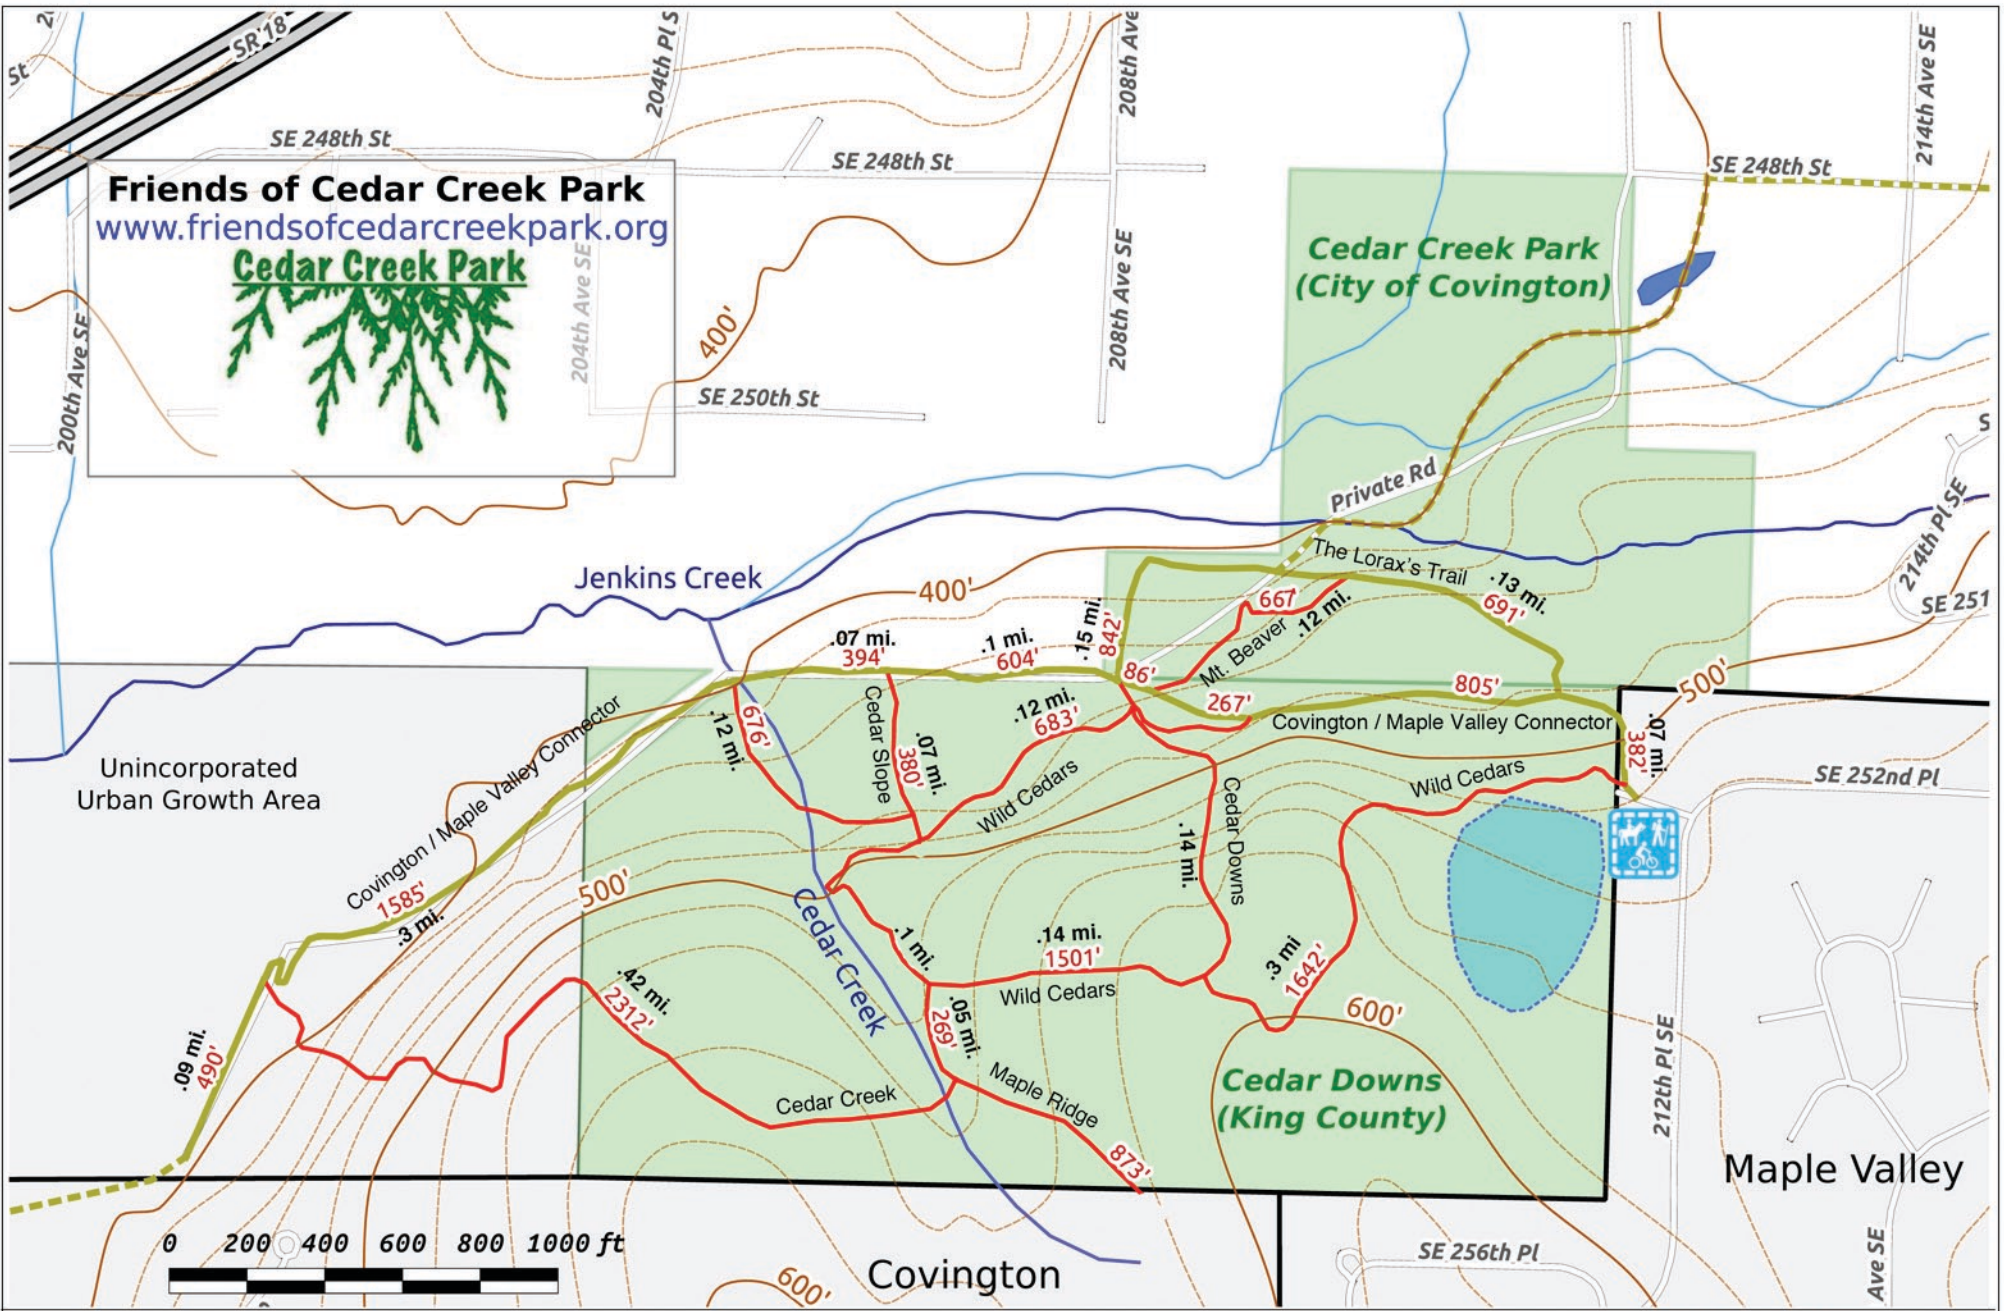 SR 18
St
204th Pl S
208th Ave
214th Ave SE
SE 248th St
SE 248th St
SE 248th St
Friends of Cedar Creek Park
www.friendsofcedarcreekpark.org
Cedar Creek Park
204th Ave SE
200th Ave SE
208th Ave SE
400'
SE 250th St
Cedar Creek Park
(City of Covington)
Private Rd
214th Pl SE
SE 251
Jenkins Creek
400'
The Lorax's Trail
.13 mi.
691'
667'
.12 mi.
Mt. Beaver
.15 mi.
842'
.07 mi.
394'
.1 mi.
604'
86'
267'
805'
Covington / Maple Valley Connector
500'
.07 mi.
382'
SE 252nd Pl
Unincorporated
Urban Growth Area
Covington / Maple Valley Connector
1585'
.3 mi.
.12 mi.
676'
Cedar Slope
.07 mi.
380'
.12 mi.
683'
Wild Cedars
Cedar Downs
.14 mi.
Wild Cedars
500'
Cedar Creek
.1 mi.
.14 mi.
1501'
Wild Cedars
.3 mi
1642'
600'
.42 mi.
2312'
.05 mi.
269'
.09 mi.
490'
Cedar Creek
Maple Ridge
873'
Cedar Downs
(King County)
212th Pl SE
Maple Valley
0 200 400 600 800 1000 ft
600'
Covington
SE 256th Pl
Ave SE